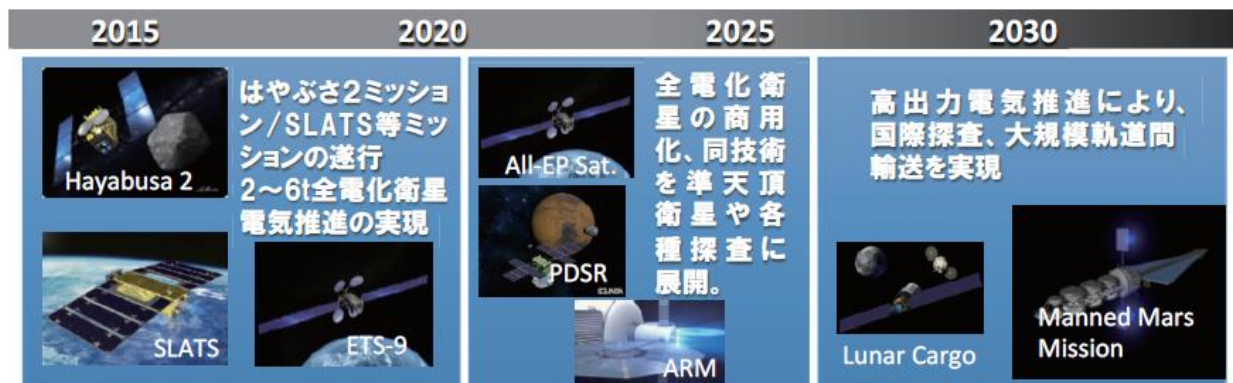 2015 2020 2025 2030
はやぶさ2ミッショ
ン/SLATS等ミッ
ションの遂行
2〜6t全電化衛星
電気推進の実現
Hayabusa 2
SLATS
ETS-9
全電化衛
星の商用
化、同技術
を準天頂
衛星や各
種探査に
展開。
All-EP Sat.
PDSR
ARM
高出力電気推進により、
国際探査、大規模軌道間
輸送を実現
Lunar Cargo
Manned Mars
Mission